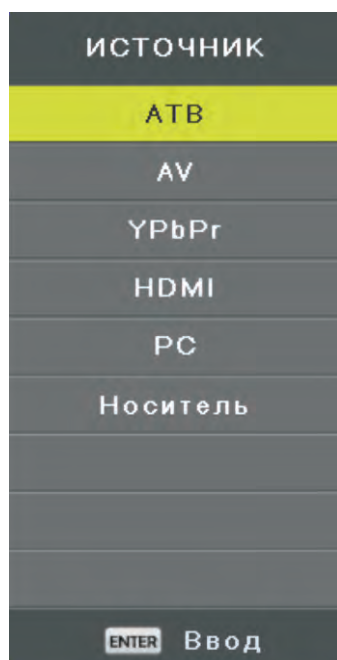 ИСТОЧНИК
АТВ
AV
YPbPr
HDMI
PC
Носитель
ENTER Ввод